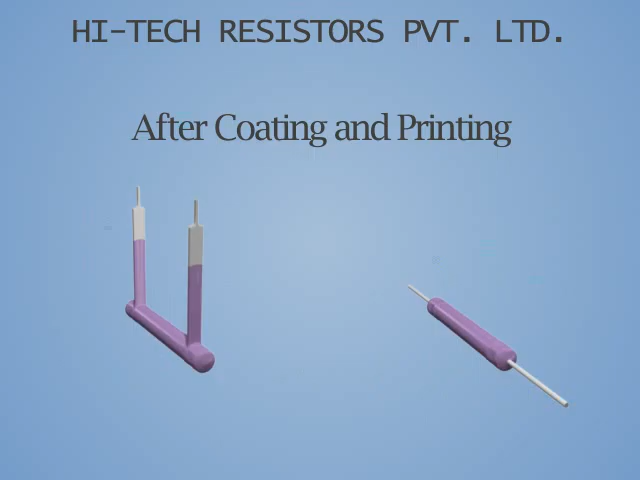 HI-TECH RESISTORS PVT. LTD.
After Coating and Printing